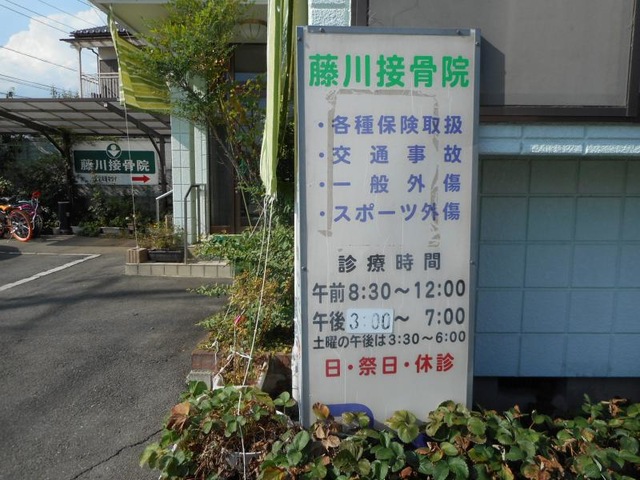 藤川接骨院
・各種保険取扱
・交通事故
・一般外傷
・スポーツ外傷
診療時間
午前8:30〜12:00
午後3:00〜7:00
土曜の午後は3:30〜6:00
日・祭日・休診
藤川接骨院